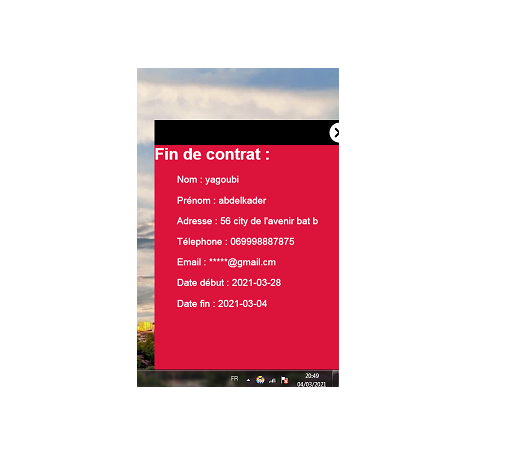 Fin de contrat :
Nom : yagoubi
Prénom : abdelkader
Adresse : 56 city de l'avenir bat b
Télephone : 069998887875
Email : *****@gmail.cm
Date début : 2021-03-28
Date fin : 2021-03-04
FR
20:49
04/03/2021